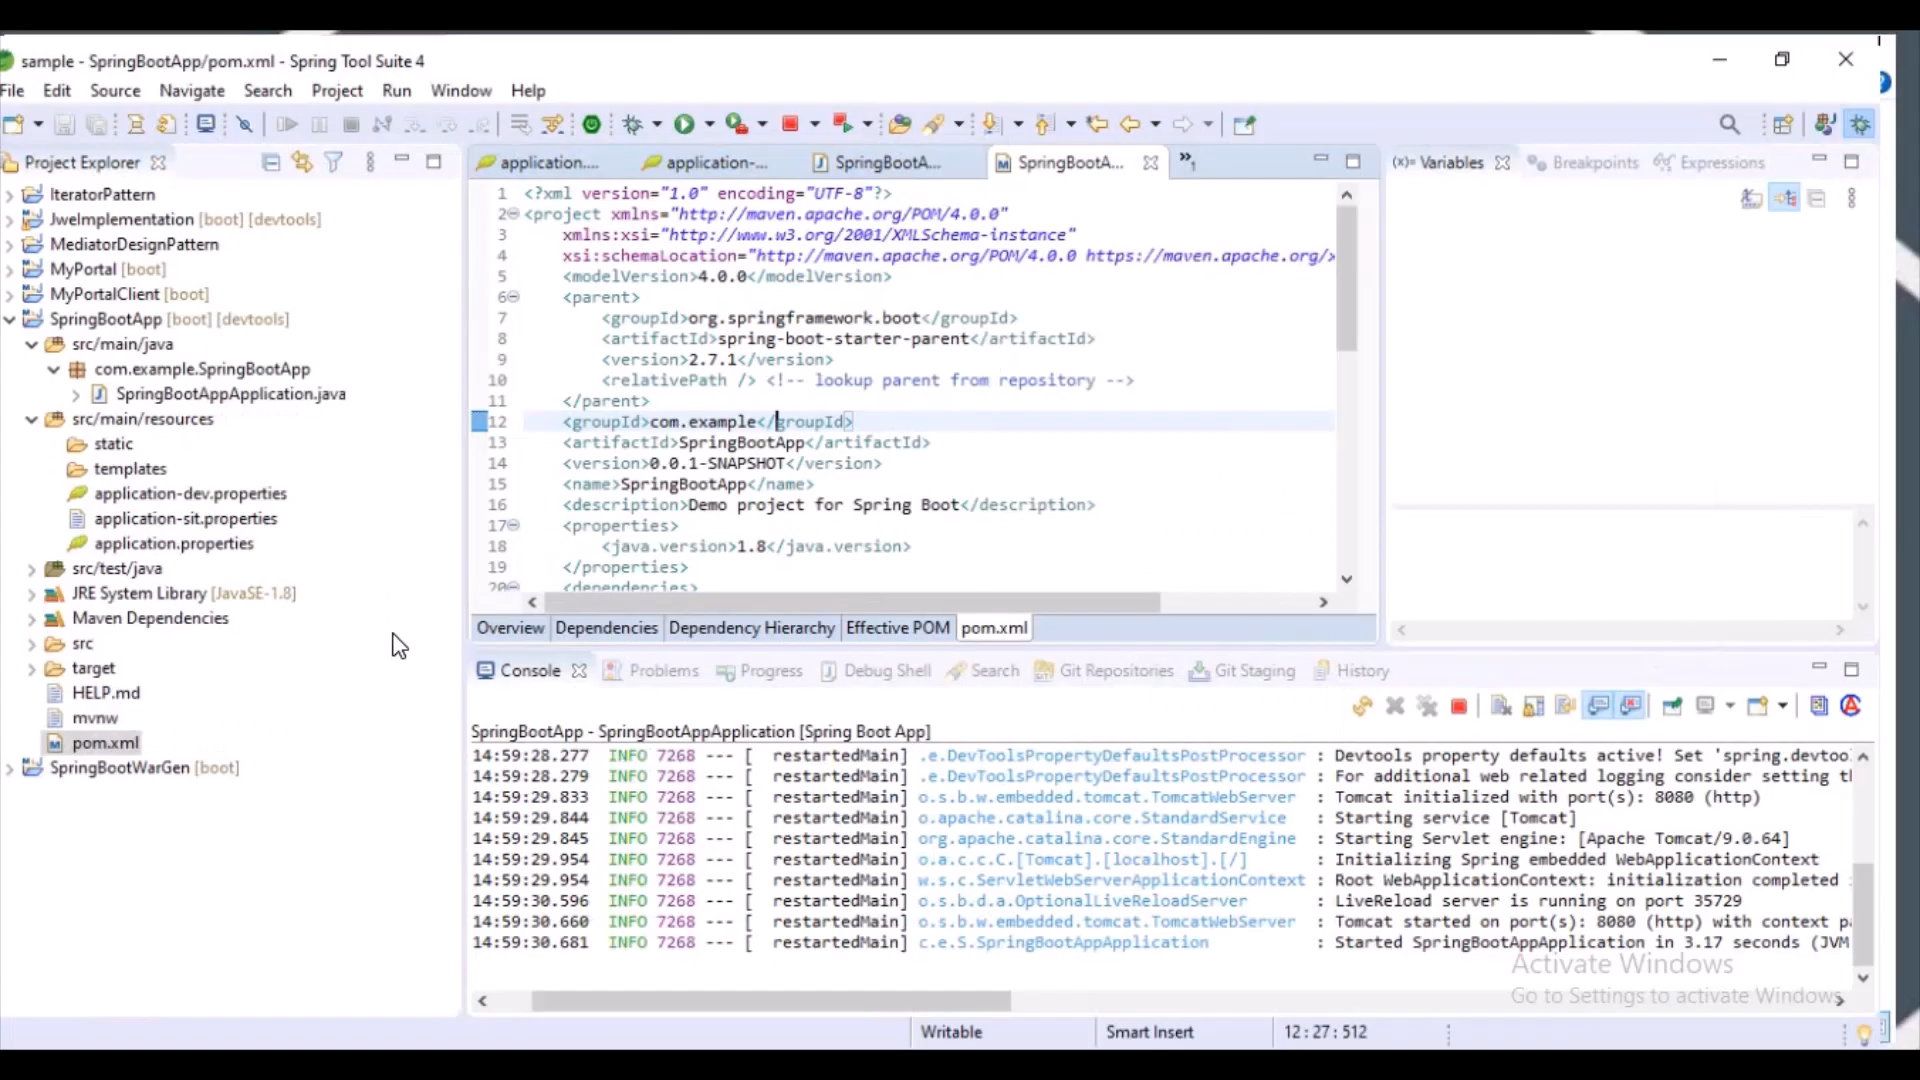 sample - SpringBootApp/pom.xml - Spring Tool Suite 4
File Edit Source Navigate Search Project Run Window Help
Project Explorer
IteratorPattern
JweImplementation [boot] [devtools]
MediatorDesignPattern
MyPortal [boot]
MyPortalClient [boot]
SpringBootApp [boot] [devtools]
src/main/java
com.example.SpringBootApp
SpringBootAppApplication.java
src/main/resources
static
templates
application-dev.properties
application-sit.properties
application.properties
src/test/java
JRE System Library [JavaSE-1.8]
Maven Dependencies
src
target
HELP.md
mvnw
pom.xml
SpringBootWarGen [boot]
application.... application-... SpringBootA... SpringBootA... »1
1 <?xml version="1.0" encoding="UTF-8"?>
2 <project xmlns="http://maven.apache.org/POM/4.0.0"
3 xmlns:xsi="http://www.w3.org/2001/XMLSchema-instance"
4 xsi:schemaLocation="http://maven.apache.org/POM/4.0.0 https://maven.apache.org/x
5 <modelVersion>4.0.0</modelVersion>
6 <parent>
7 <groupId>org.springframework.boot</groupId>
8 <artifactId>spring-boot-starter-parent</artifactId>
9 <version>2.7.1</version>
10 <relativePath /> <!-- lookup parent from repository -->
11 </parent>
12 <groupId>com.example</groupId>
13 <artifactId>SpringBootApp</artifactId>
14 <version>0.0.1-SNAPSHOT</version>
15 <name>SpringBootApp</name>
16 <description>Demo project for Spring Boot</description>
17 <properties>
18 <java.version>1.8</java.version>
19 </properties>
20 <dependencies>
Overview Dependencies Dependency Hierarchy Effective POM pom.xml
(x)= Variables Breakpoints Expressions
Console Problems Progress Debug Shell Search Git Repositories Git Staging History
SpringBootApp - SpringBootAppApplication [Spring Boot App]
14:59:28.277 INFO 7268 --- [ restartedMain] .e.DevToolsPropertyDefaultsPostProcessor : Devtools property defaults active! Set 'spring.devtoo
14:59:28.279 INFO 7268 --- [ restartedMain] .e.DevToolsPropertyDefaultsPostProcessor : For additional web related logging consider setting t
14:59:29.833 INFO 7268 --- [ restartedMain] o.s.b.w.embedded.tomcat.TomcatWebServer : Tomcat initialized with port(s): 8080 (http)
14:59:29.844 INFO 7268 --- [ restartedMain] o.apache.catalina.core.StandardService : Starting service [Tomcat]
14:59:29.845 INFO 7268 --- [ restartedMain] org.apache.catalina.core.StandardEngine : Starting Servlet engine: [Apache Tomcat/9.0.64]
14:59:29.954 INFO 7268 --- [ restartedMain] o.a.c.c.C.[Tomcat].[localhost].[/] : Initializing Spring embedded WebApplicationContext
14:59:29.954 INFO 7268 --- [ restartedMain] w.s.c.ServletWebServerApplicationContext : Root WebApplicationContext: initialization completed
14:59:30.596 INFO 7268 --- [ restartedMain] o.s.b.d.a.OptionalLiveReloadServer : LiveReload server is running on port 35729
14:59:30.660 INFO 7268 --- [ restartedMain] o.s.b.w.embedded.tomcat.TomcatWebServer : Tomcat started on port(s): 8080 (http) with context pa
14:59:30.681 INFO 7268 --- [ restartedMain] c.e.S.SpringBootAppApplication : Started SpringBootAppApplication in 3.17 seconds (JVM
Activate Windows
Go to Settings to activate Windows.
Writable Smart Insert 12 : 27 : 512